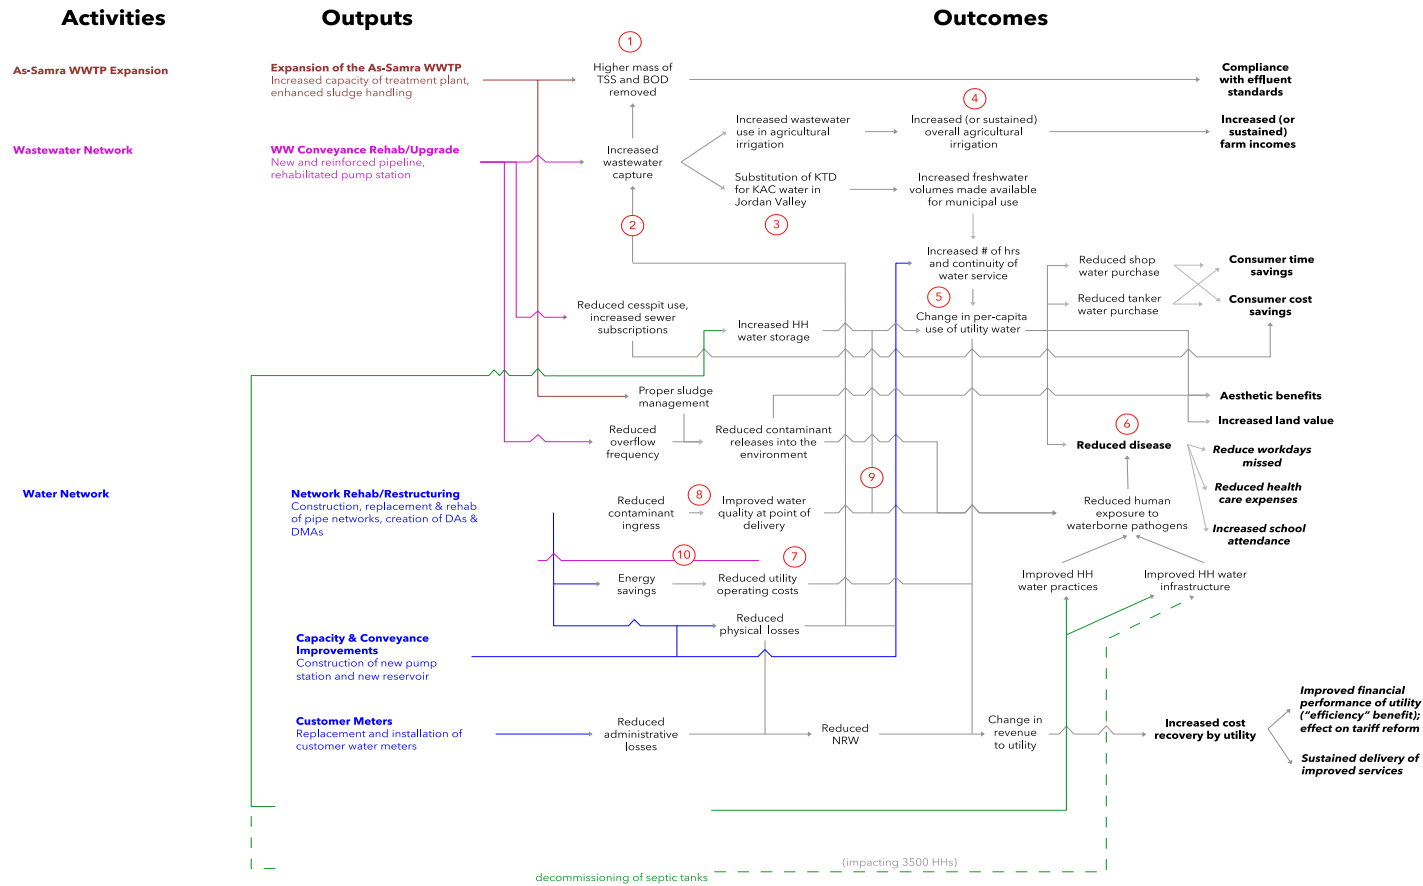 Activities
Outputs
Outcomes
1
As-Samra WWTP Expansion
Expansion of the As-Samra WWTP
Increased capacity of treatment plant,
enhanced sludge handling
Higher mass of
TSS and BOD
removed
Compliance
with effluent
standards
4
Wastewater Network
WW Conveyance Rehab/Upgrade
New and reinforced pipeline,
rehabilitated pump station
Increased
wastewater
capture
Increased wastewater
use in agricultural
irrigation
Increased (or sustained)
overall agricultural
irrigation
Increased (or
sustained)
farm incomes
Substitution of KTD
for KAC water in
Jordan Valley
Increased freshwater
volumes made available
for municipal use
2
3
Increased # of hrs
and continuity of
water service
Reduced shop
water purchase
Consumer time
savings
5
Reduced cesspit use,
increased sewer
subscriptions
Increased HH
water storage
Change in per-capita
use of utility water
Reduced tanker
water purchase
Consumer cost
savings
Proper sludge
management
Aesthetic benefits
Increased land value
Reduced
overflow
frequency
Reduced contaminant
releases into the
environment
6
Reduced disease
Reduce workdays
missed
9
Reduced health
care expenses
Increased school
attendance
Water Network
Network Rehab/Restructuring
Construction, replacement & rehab
of pipe networks, creation of DAs &
DMAs
Reduced
contaminant
ingress
8
Improved water
quality at point of
delivery
Reduced human
exposure to
waterborne pathogens
10
7
Energy
savings
Reduced utility
operating costs
Improved HH
water practices
Improved HH water
infrastructure
Reduced
physical losses
Capacity & Conveyance
Improvements
Construction of new pump
station and new reservoir
Customer Meters
Replacement and installation of
customer water meters
Reduced
administrative
losses
Reduced
NRW
Change in
revenue
to utility
Increased cost
recovery by utility
Improved financial
performance of utility
("efficiency" benefit);
effect on tariff reform
Sustained delivery of
improved services
(impacting 3500 HHs)
decommissioning of septic tanks